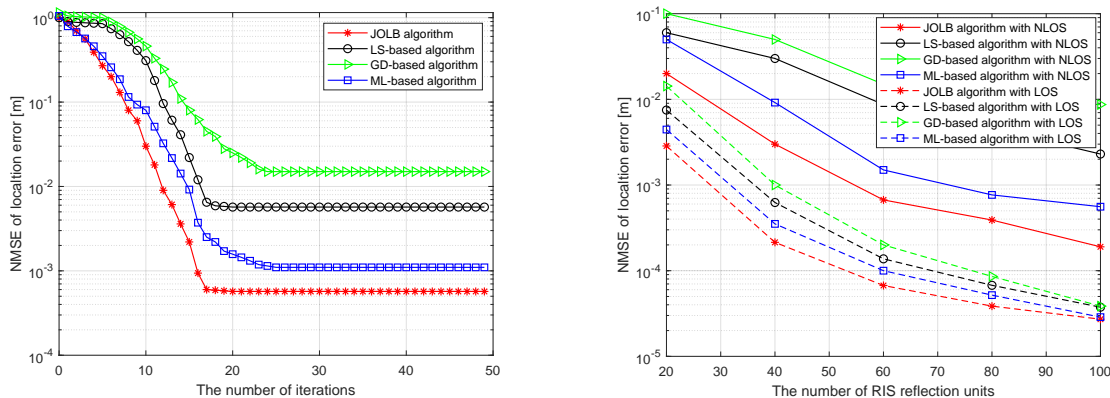 NMSE of location error [m]
10^0
10^-1
10^-2
10^-3
10^-4
0 10 20 30 40 50
The number of iterations
JOLB algorithm
LS-based algorithm
GD-based algorithm
ML-based algorithm
NMSE of location error [m]
10^-1
10^-2
10^-3
10^-4
10^-5
20 30 40 50 60 70 80 90 100
The number of RIS reflection units
JOLB algorithm with NLOS
LS-based algorithm with NLOS
GD-based algorithm with NLOS
ML-based algorithm with NLOS
JOLB algorithm with LOS
LS-based algorithm with LOS
GD-based algorithm with LOS
ML-based algorithm with LOS